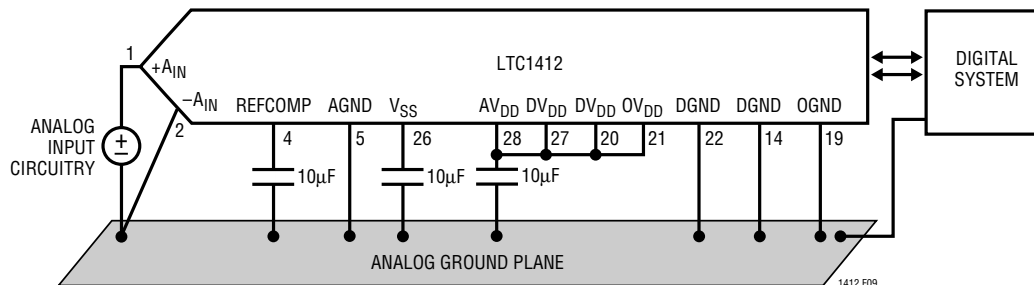 1
+AIN
−AIN
2
LTC1412
DIGITAL
SYSTEM
REFCOMP
AGND
VSS
AVDD
DVDD
DVDD
OVDD
DGND
DGND
OGND
4
5
26
28
27
20
21
22
14
19
ANALOG
INPUT
CIRCUITRY
+
−
10μF
10μF
10μF
ANALOG GROUND PLANE
1412 F09